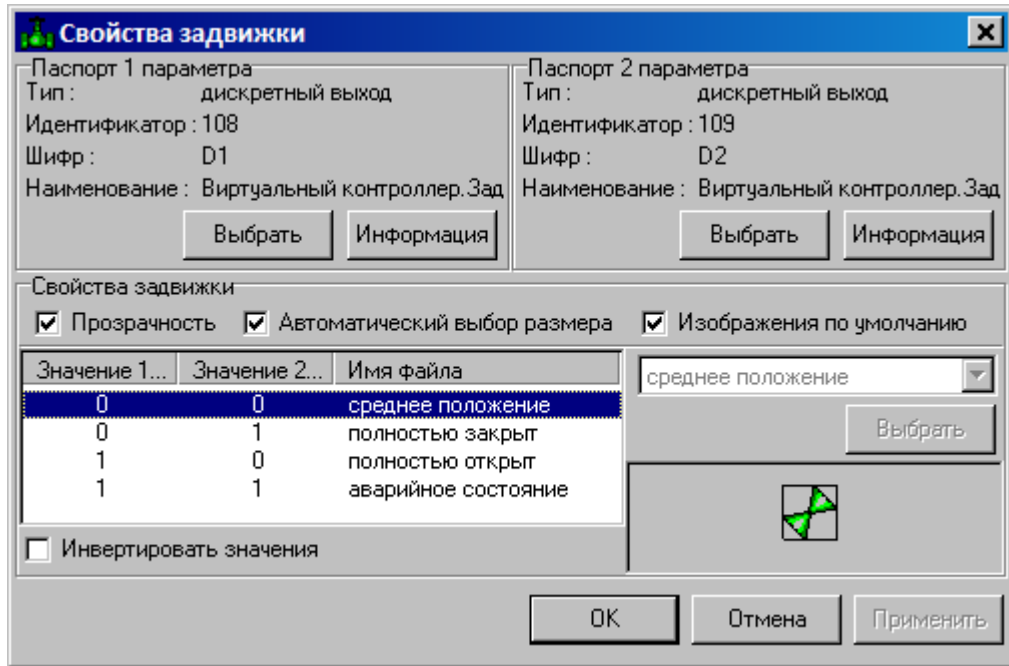 Свойства задвижки
Паспорт 1 параметра
Тип : дискретный выход
Идентификатор : 108
Шифр : D1
Наименование : Виртуальный контроллер.Зад
Выбрать Информация
Паспорт 2 параметра
Тип : дискретный выход
Идентификатор : 109
Шифр : D2
Наименование : Виртуальный контроллер.Зад
Выбрать Информация
Свойства задвижки
Прозрачность Автоматический выбор размера Изображения по умолчанию
Значение 1... Значение 2... Имя файла
0 0 среднее положение
0 1 полностью закрыт
1 0 полностью открыт
1 1 аварийное состояние
среднее положение
Выбрать
Инвертировать значения
OK Отмена Применить